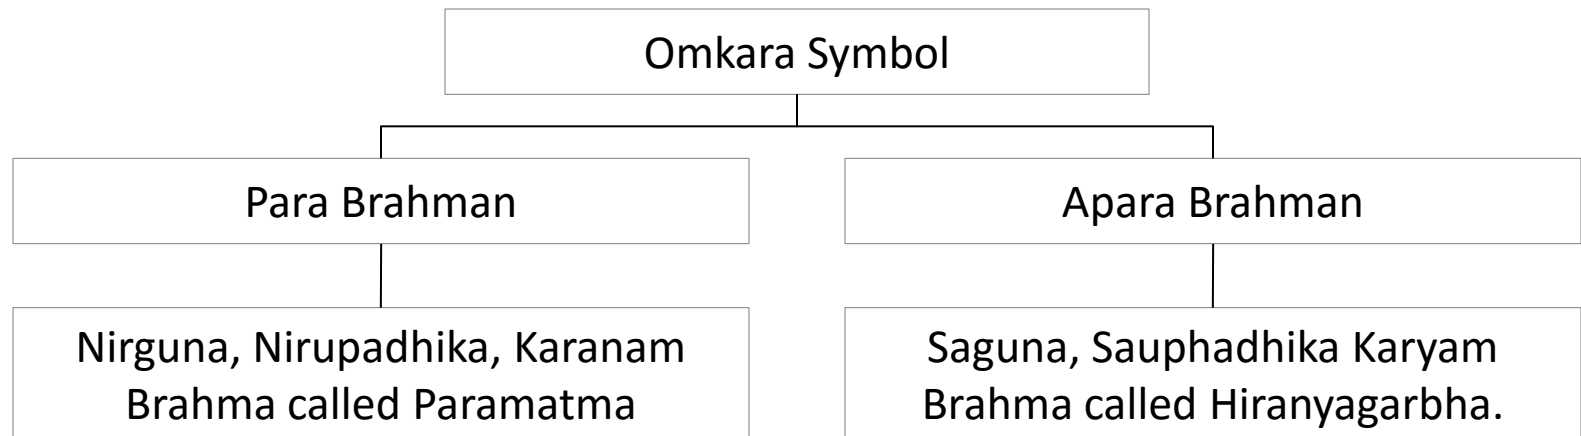 Omkara Symbol
Para Brahman
Apara Brahman
Nirguna, Nirupadhika, Karanam
Brahma called Paramatma
Saguna, Sauphadhika Karyam
Brahma called Hiranyagarbha.